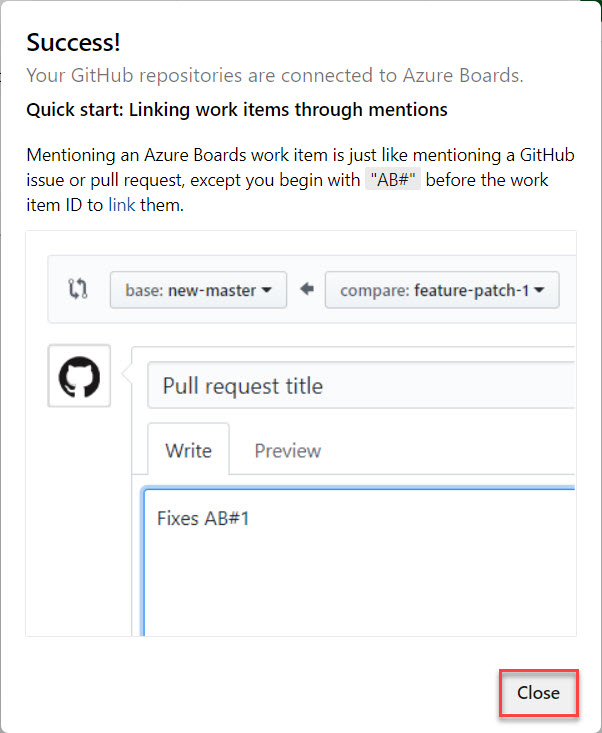 Success!
Your GitHub repositories are connected to Azure Boards.
Quick start: Linking work items through mentions
Mentioning an Azure Boards work item is just like mentioning a GitHub
issue or pull request, except you begin with "AB#" before the work
item ID to link them.
base: new-master compare: feature-patch-1
Pull request title
Write Preview
Fixes AB#1
Close